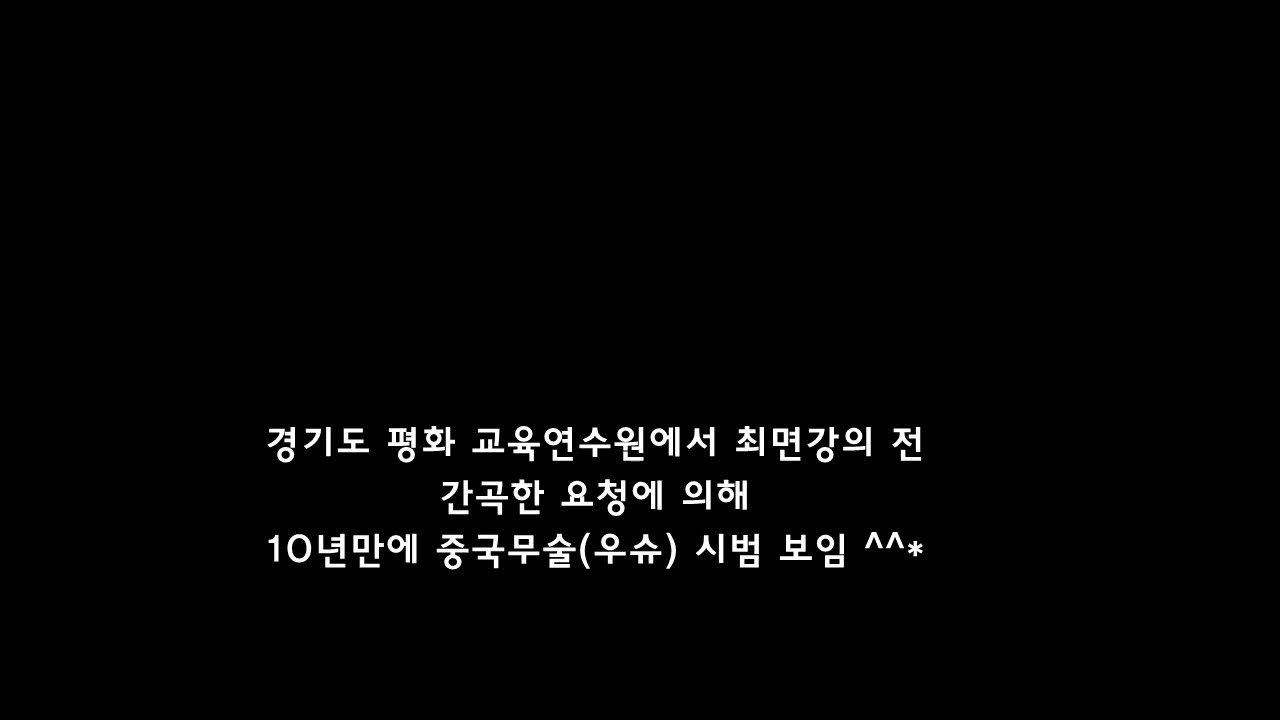 경기도 평화 교육연수원에서 최면강의 전
간곡한 요청에 의해
10년만에 중국무술(우슈) 시범 보임 ^^*